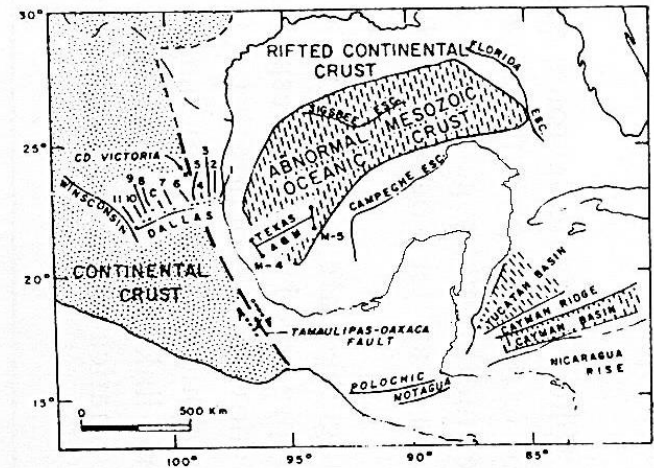 30°
25°
20°
15°
100°
95°
90°
85°
RIFTED CONTINENTAL
CRUST
FLORIDA
ESC.
SIGSBEE ESC.
ABNORMAL MESOZOIC
OCEANIC CRUST
CAMPECHE ESC.
CD. VICTORIA
3
5 2
9 8 7 6 4
11 10 C
WISCONSIN
DALLAS
TEXAS
A&M
M-5
M-4
CONTINENTAL
CRUST
TAMAULIPAS-OAXACA
FAULT
YUCATAN BASIN
CAYMAN RIDGE
CAYMAN BASIN
NICARAGUA
RISE
POLOCHIC
MOTAGUA
0 500 Km